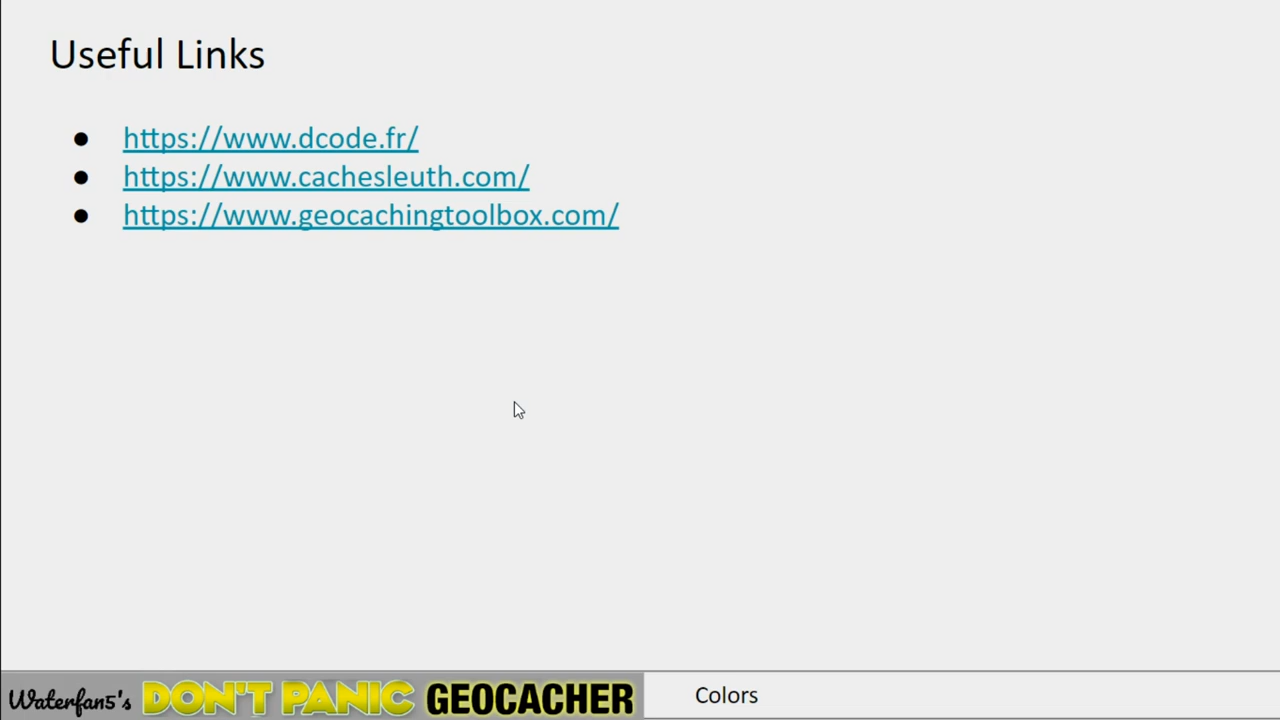 Useful Links
● https://www.dcode.fr/
● https://www.cachesleuth.com/
● https://www.geocachingtoolbox.com/
Waterfan5's DON'T PANIC GEOCACHER
Colors